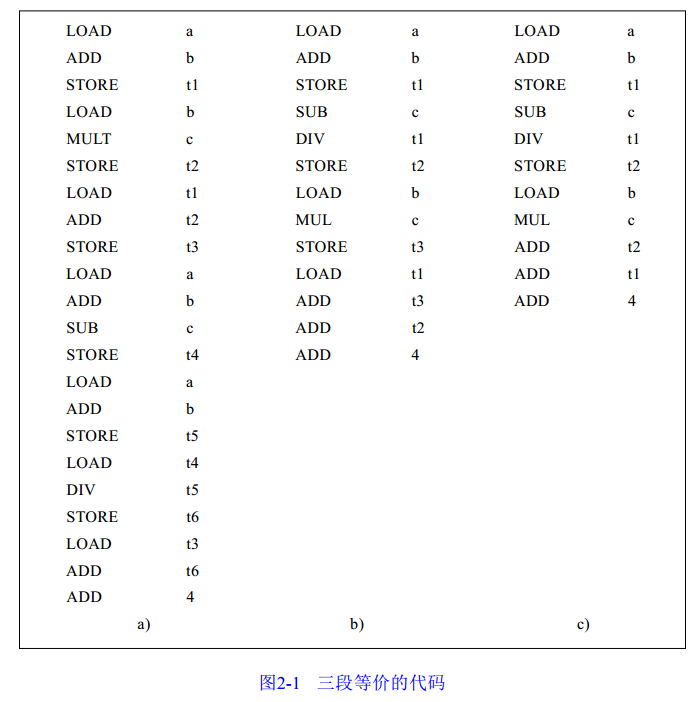 LOAD a LOAD a LOAD a
ADD b ADD b ADD b
STORE t1 STORE t1 STORE t1
LOAD b SUB c SUB c
MULT c DIV t1 DIV t1
STORE t2 STORE t2 STORE t2
LOAD t1 LOAD b LOAD b
ADD t2 MUL c MUL c
STORE t3 STORE t3 ADD t2
LOAD a LOAD t1 ADD t1
ADD b ADD t3 ADD 4
SUB c ADD t2
STORE t4 ADD 4
LOAD a
ADD b
STORE t5
LOAD t4
DIV t5
STORE t6
LOAD t3
ADD t6
ADD 4
a) b) c)
图2-1 三段等价的代码